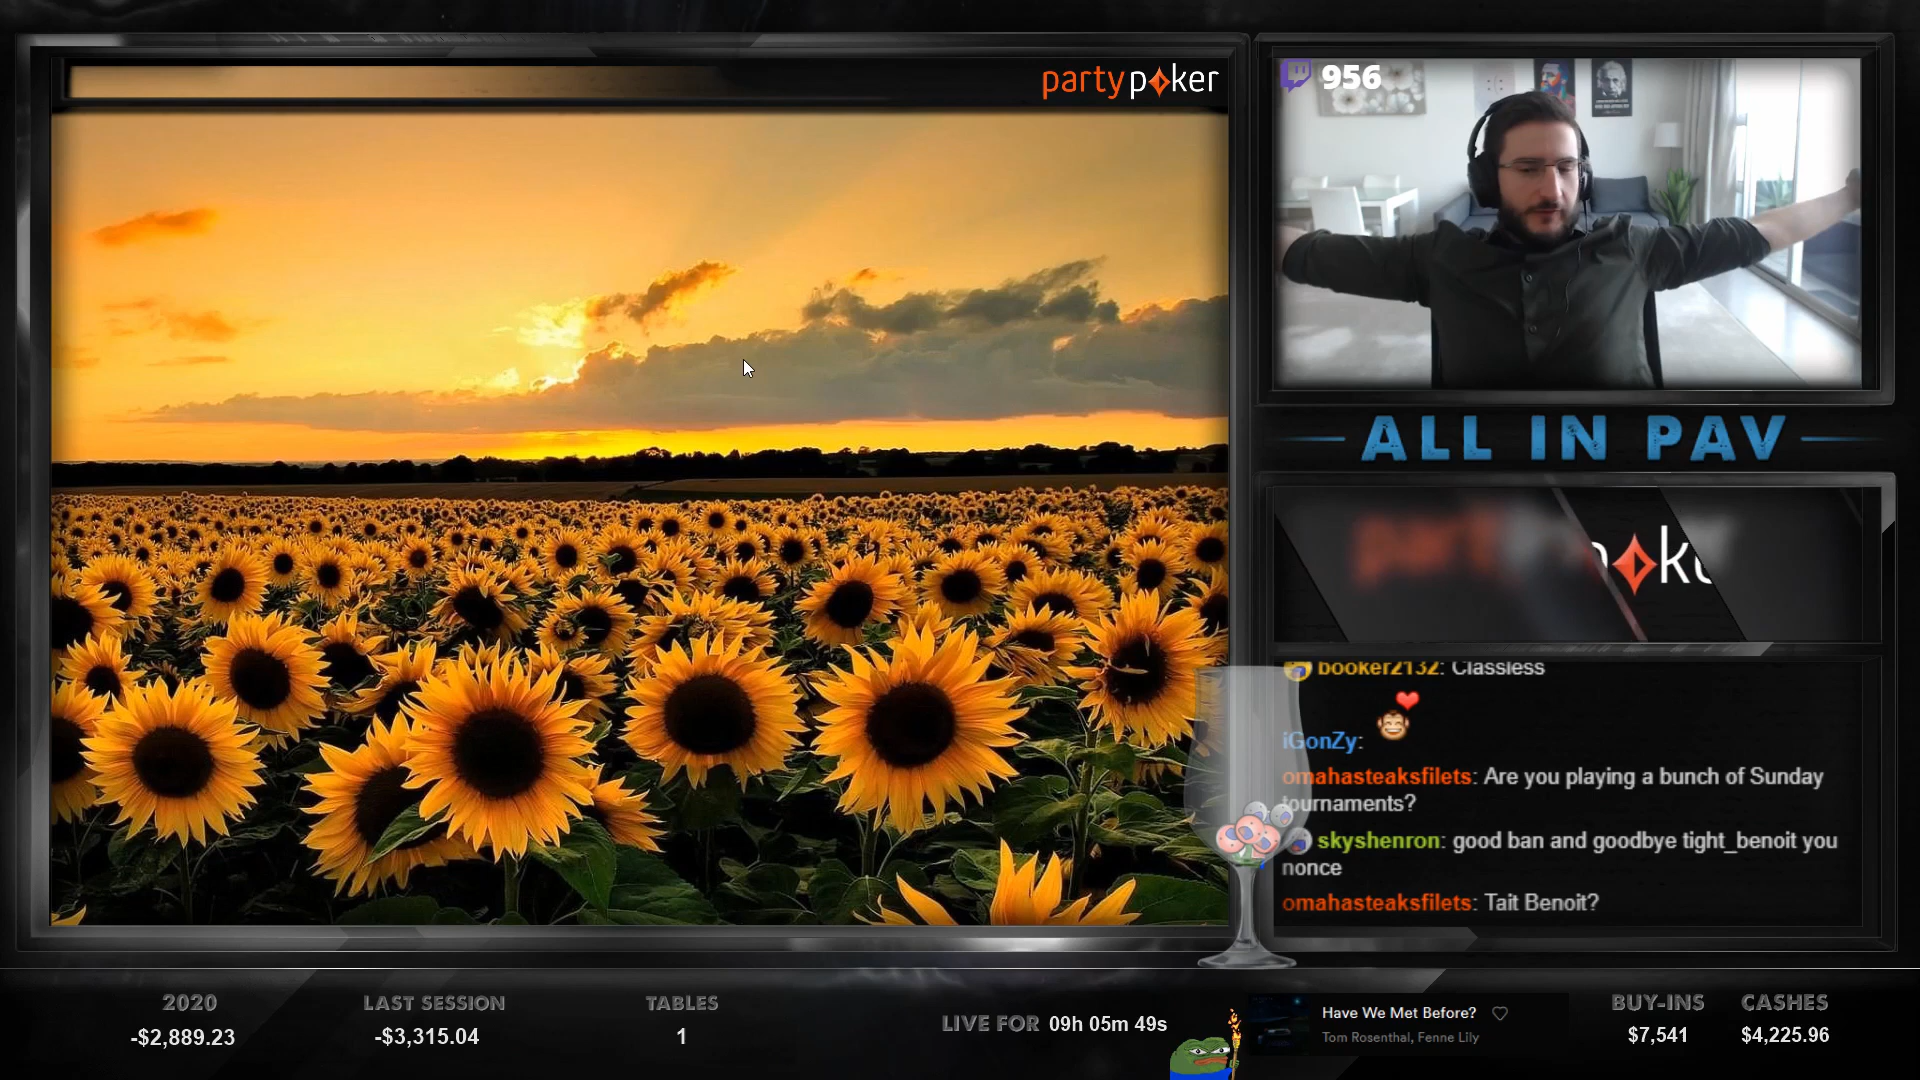 partypoker
956
ALL IN PAV
booker2132: Classless
iGonZy:
omahasteaksfilets: Are you playing a bunch of Sunday
tournaments?
skyshenron: good ban and goodbye tight_benoit you
nonce
omahasteaksfilets: Tait Benoit?
2020
-$2,889.23
LAST SESSION
-$3,315.04
TABLES
1
LIVE FOR 09h 05m 49s
Have We Met Before?
Tom Rosenthal, Fenne Lily
BUY-INS
$7,541
CASHES
$4,225.96